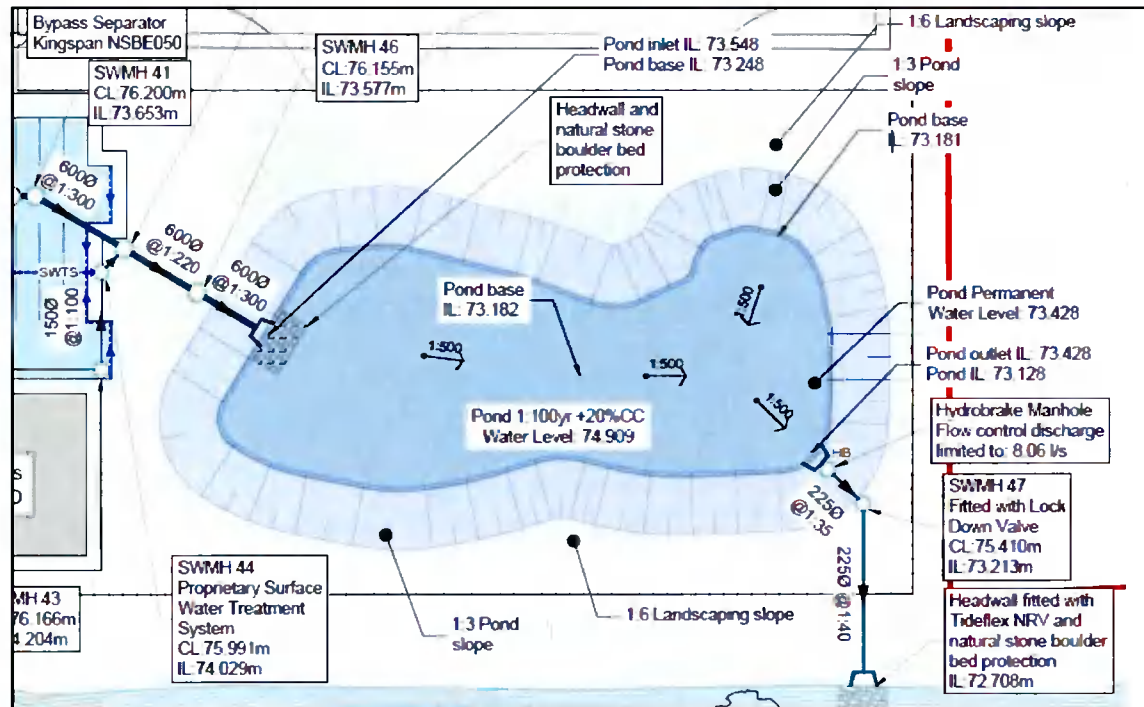 Bypass Separator
Kingspan NSBE050
SWMH 46
CL:76.155m
IL:73.577m
Pond inlet IL: 73.548
Pond base IL: 73.248
1:6 Landscaping slope
SWMH 41
CL:76.200m
IL:73.653m
1:3 Pond
slope
Headwall and
natural stone
boulder bed
protection
Pond base
IL: 73.181
600Ø
@1:300
600Ø
@1:220
600Ø
@1:300
SWTS
150Ø
@1:100
Pond base
IL: 73.182
1:500
1:500
1:500
1:500
Pond Permanent
Water Level: 73.428
Pond outlet IL: 73.428
Pond IL: 73.128
Pond 1:100yr +20%CC
Water Level: 74.909
Hydrobrake Manhole
Flow control discharge
limited to: 8.06 l/s
HB
225Ø
@1:35
SWMH 47
Fitted with Lock
Down Valve
CL:75.410m
IL:73.213m
225Ø @1:40
SWMH 44
Proprietary Surface
Water Treatment
System
CL:75.991m
IL:74.029m
MH 43
76.166m
4.204m
1:3 Pond
slope
1:6 Landscaping slope
Headwall fitted with
Tideflex NRV and
natural stone boulder
bed protection
IL:72.708m